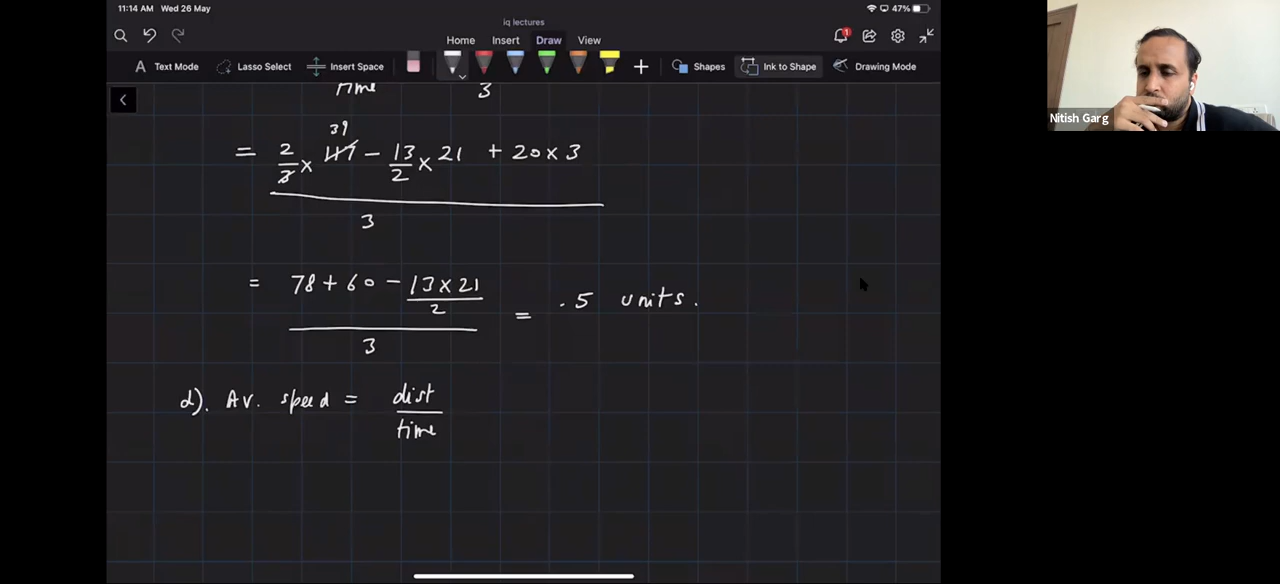 11:14 AM Wed 26 May
47%
iq lectures
Home Insert Draw View
1
Text Mode Lasso Select Insert Space Shapes Ink to Shape Drawing Mode
time 3
39
= 2/3 × 117 - 13/2 × 21 + 20 × 3
3
= 78 + 60 - 13 × 21 / 2 = .5 units.
3
d). Av. speed = dist
time
Nitish Garg